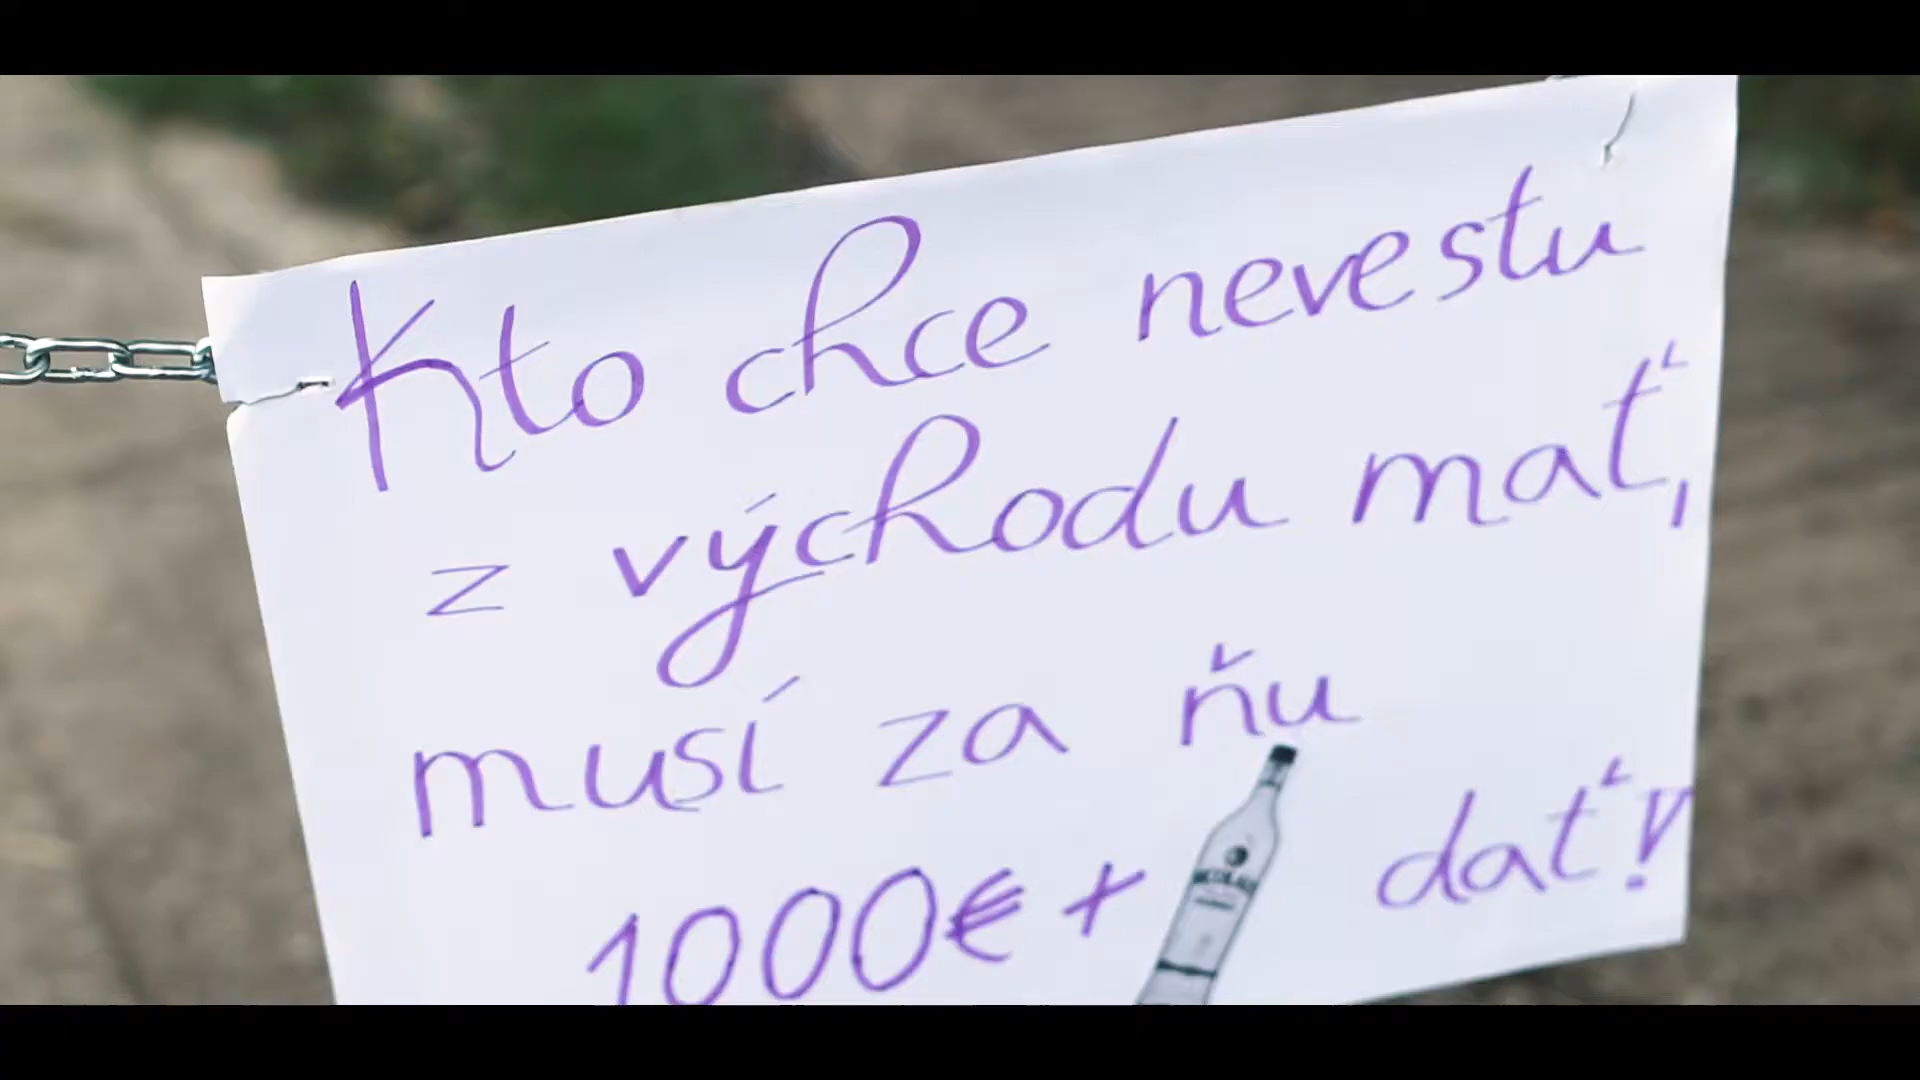 Kto chce nevestu
z východu mať,
musí za ňu
1000€ + dať!